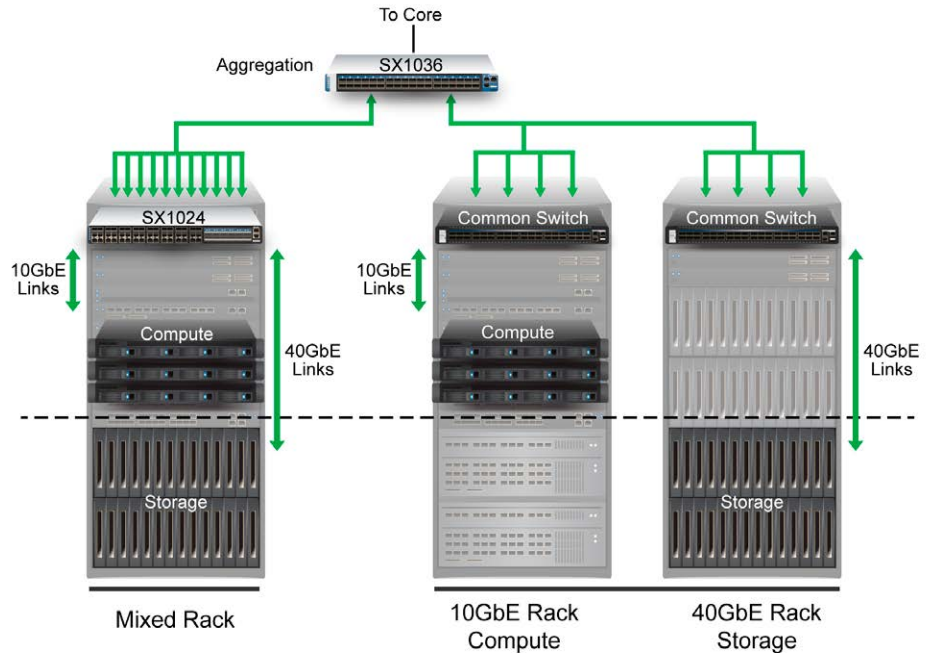 To Core
Aggregation
SX1036
SX1024
Common Switch
Common Switch
10GbE
Links
10GbE
Links
Compute
Compute
40GbE
Links
40GbE
Links
Storage
Storage
Mixed Rack
10GbE Rack
Compute
40GbE Rack
Storage